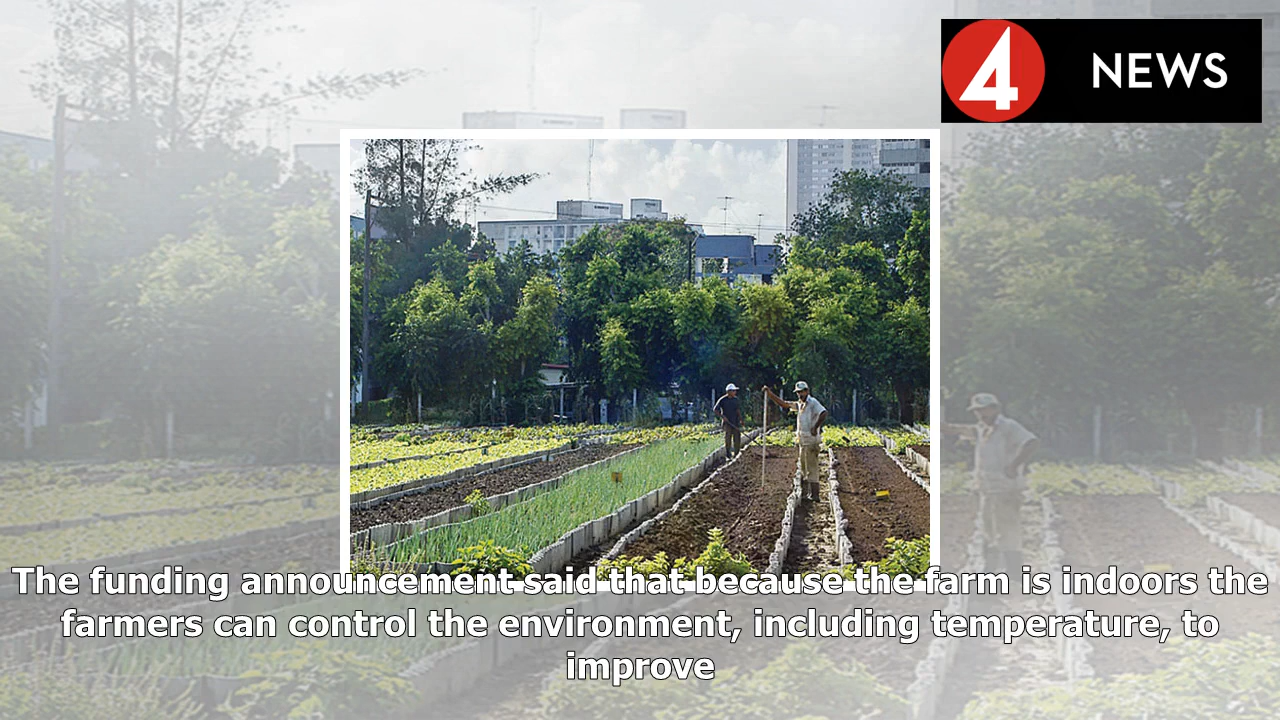 4 NEWS
The funding announcement said that because the farm is indoors the
farmers can control the environment, including temperature, to
improve